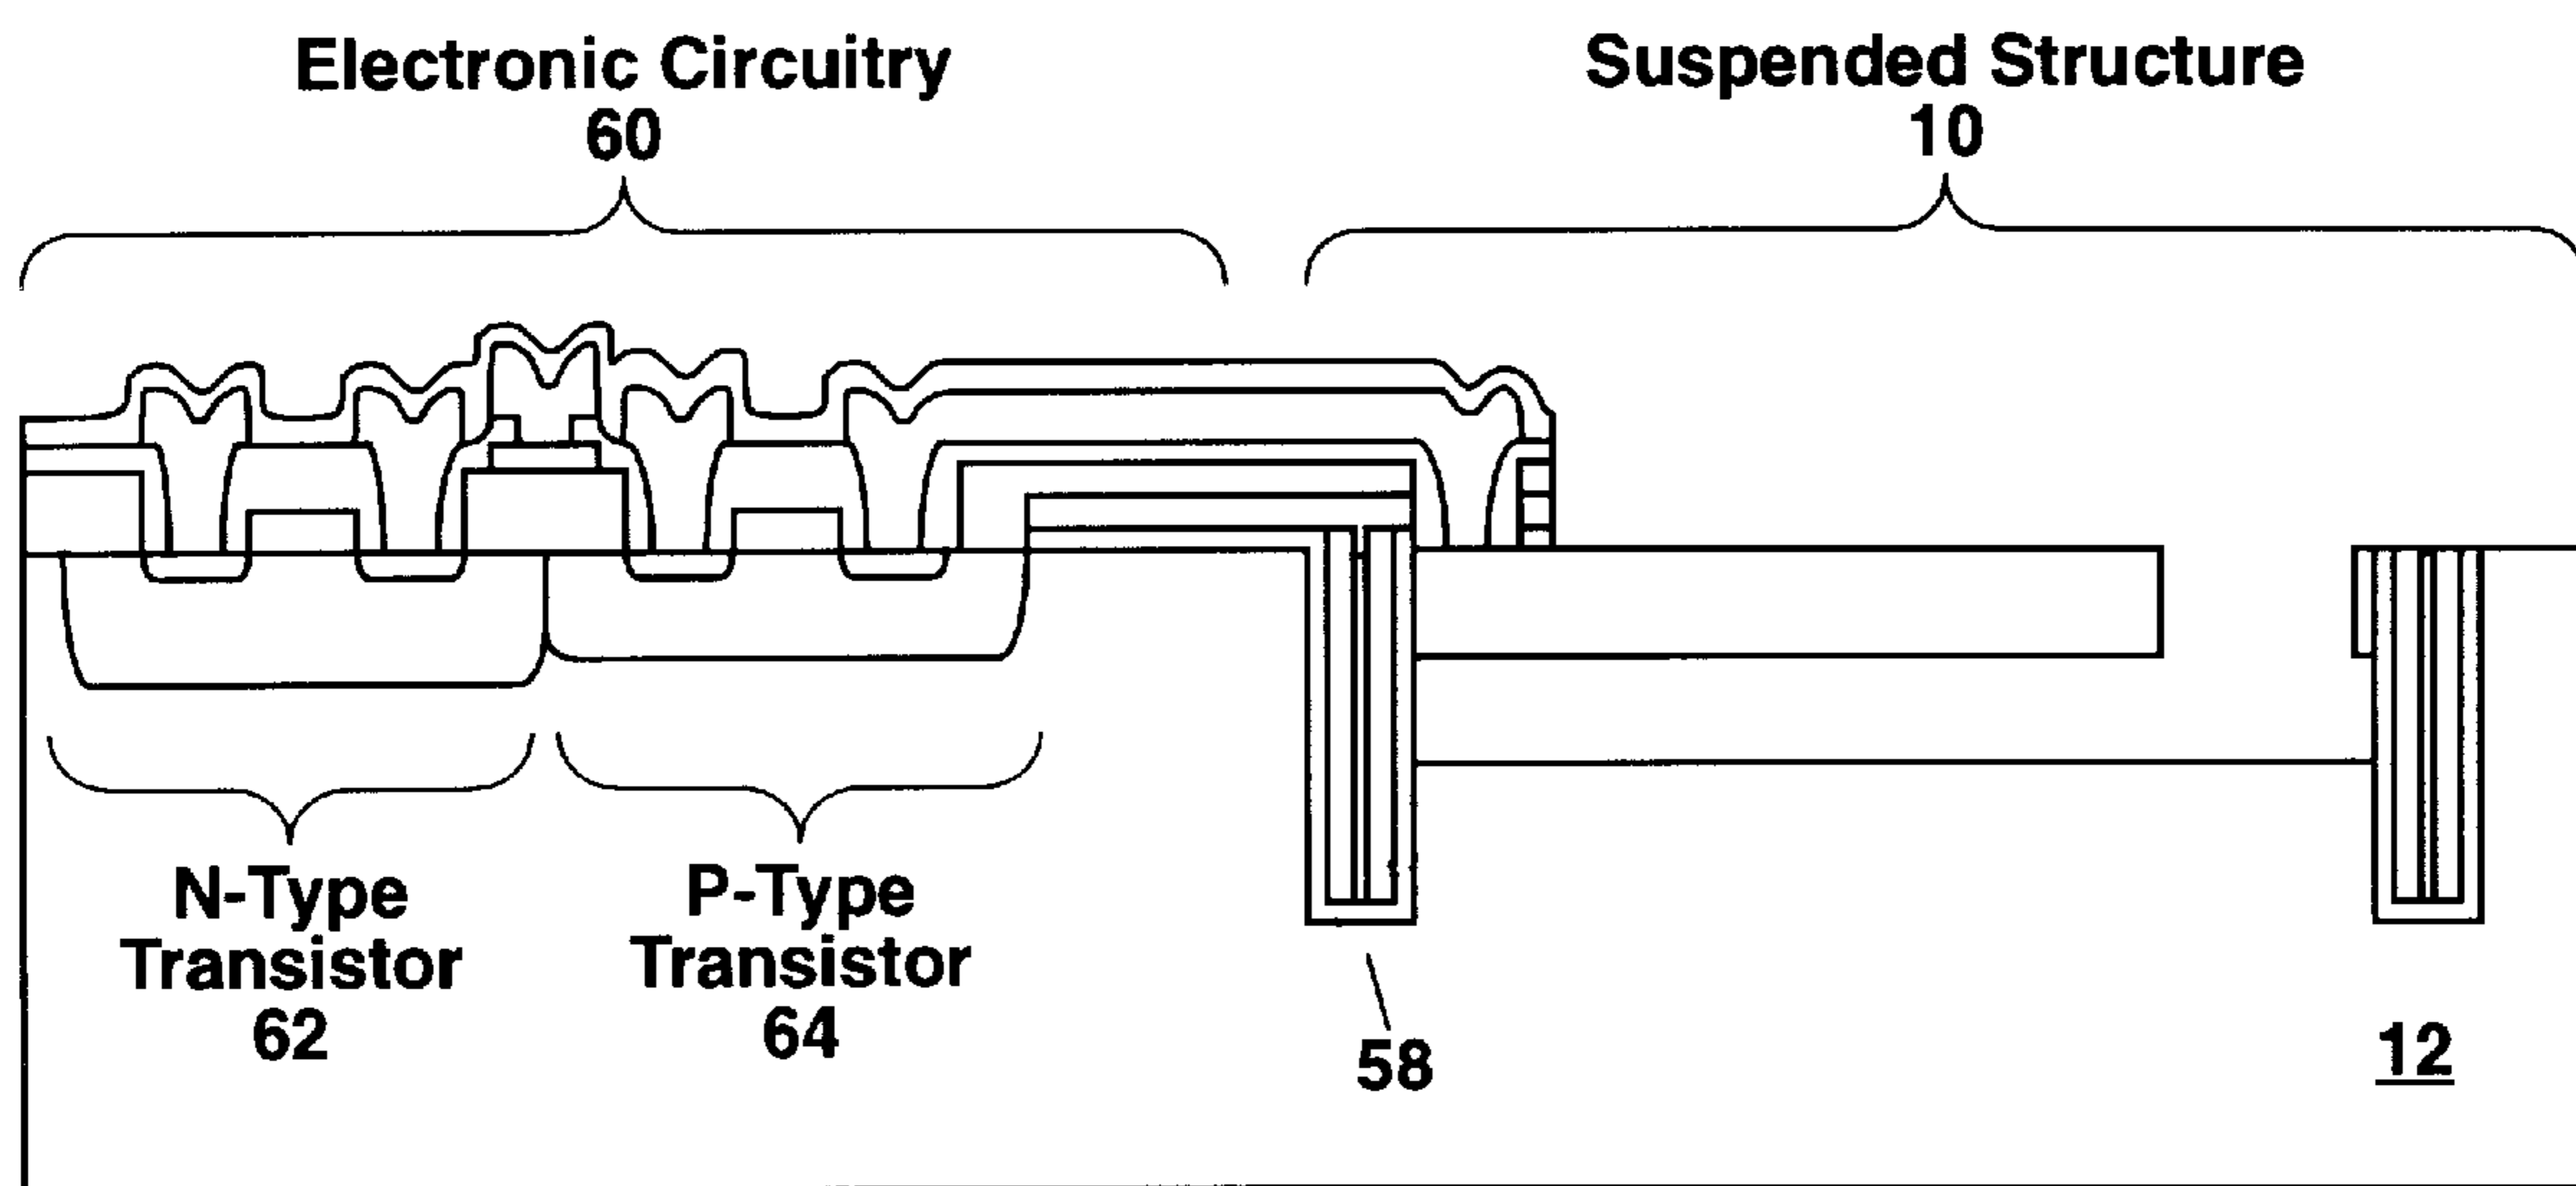 Electronic Circuitry
60
Suspended Structure
10
N-Type
Transistor
62
P-Type
Transistor
64
58
12